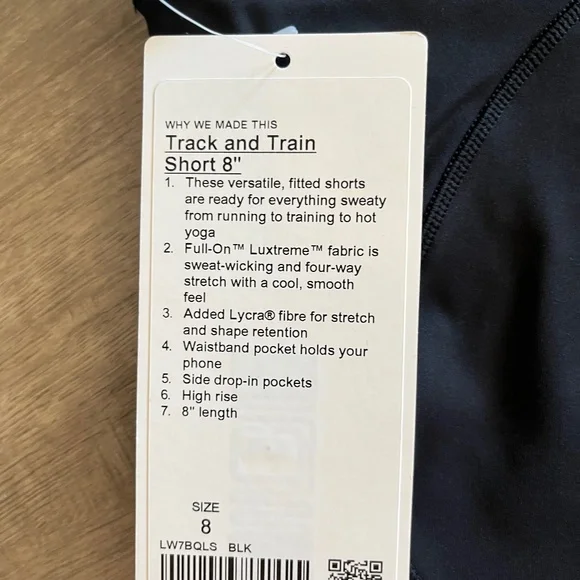 WHY WE MADE THIS
Track and Train
Short 8"
1. These versatile, fitted shorts
are ready for everything sweaty
from running to training to hot
yoga
2. Full-On™ Luxtreme™ fabric is
sweat-wicking and four-way
stretch with a cool, smooth
feel
3. Added Lycra® fibre for stretch
and shape retention
4. Waistband pocket holds your
phone
5. Side drop-in pockets
6. High rise
7. 8" length
SIZE
8
LW7BQLS BLK